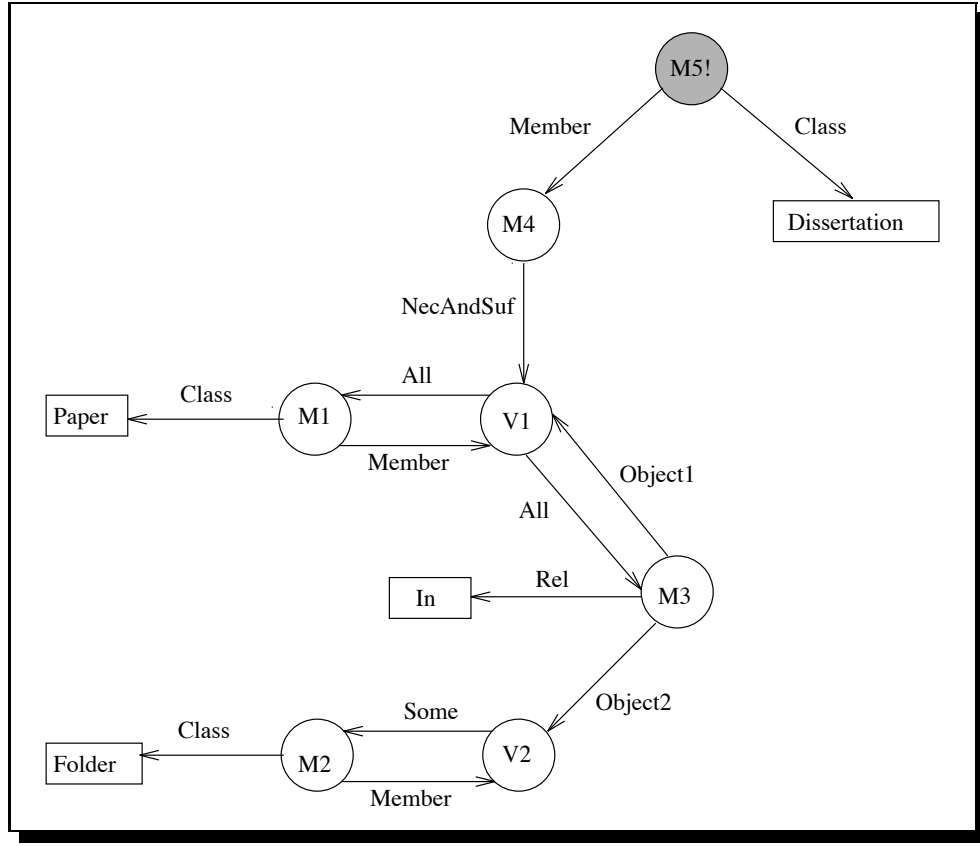 M5!
Member
Class
M4
Dissertation
NecAndSuf
All
Class
Paper
M1
V1
Member
Object1
All
Rel
In
M3
Object2
Some
Class
Folder
M2
V2
Member